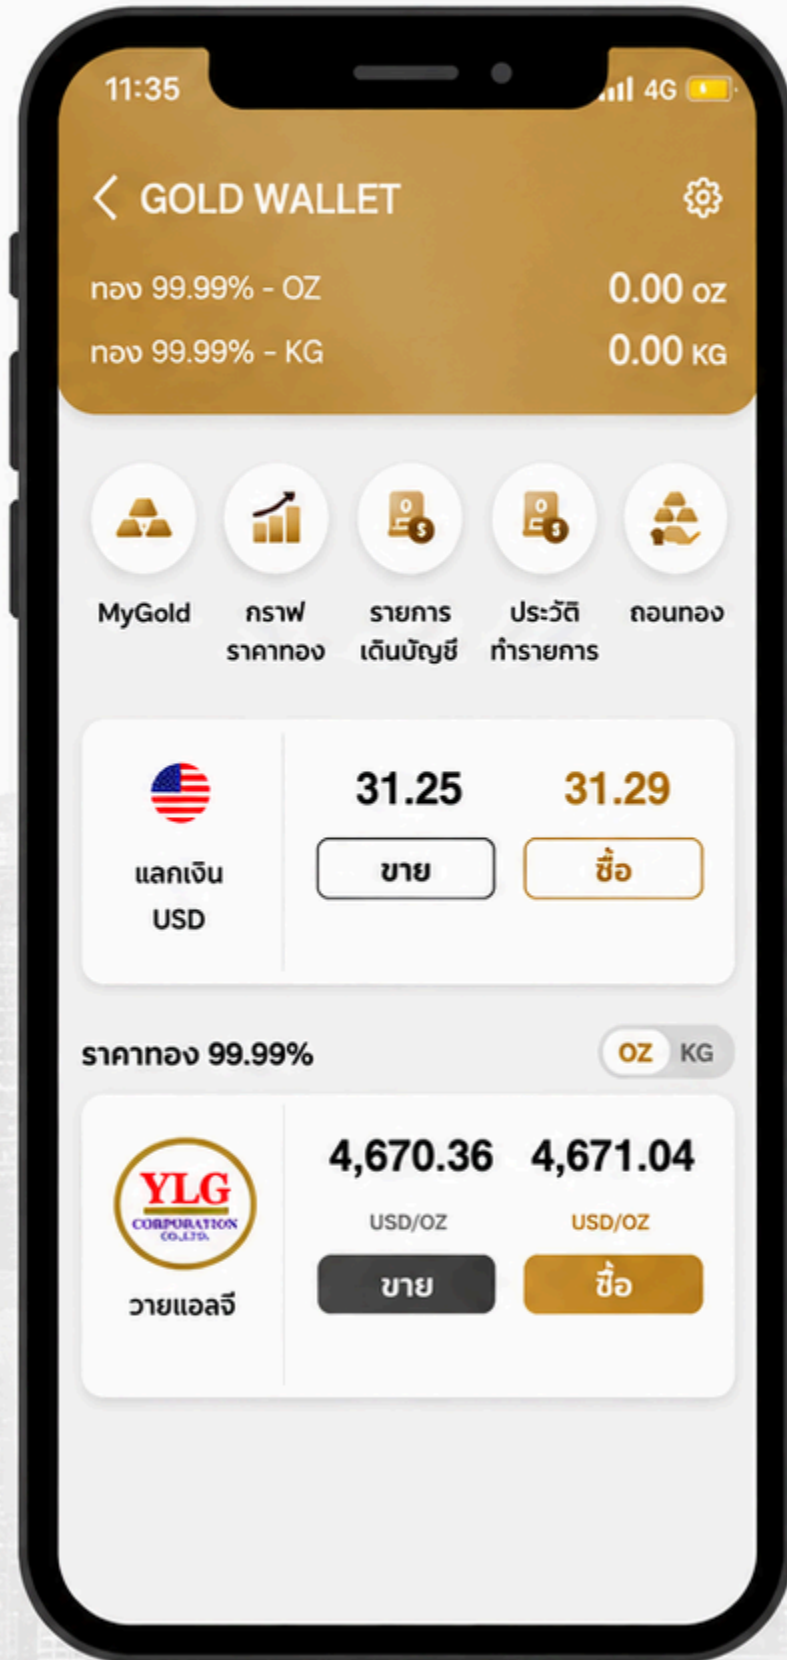 11:35
4G
GOLD WALLET
ทอง 99.99% - OZ 0.00 OZ
ทอง 99.99% - KG 0.00 KG
MyGold
กราฟ
ราคาทอง
รายการ
เดินบัญชี
ประวัติ
ทำรายการ
ถอนทอง
แลกเงิน
USD
31.25 31.29
ขาย ซื้อ
ราคาทอง 99.99% OZ KG
YLG
CORPORATION
CO.,LTD.
วายแอลจี
4,670.36 4,671.04
USD/OZ USD/OZ
ขาย ซื้อ